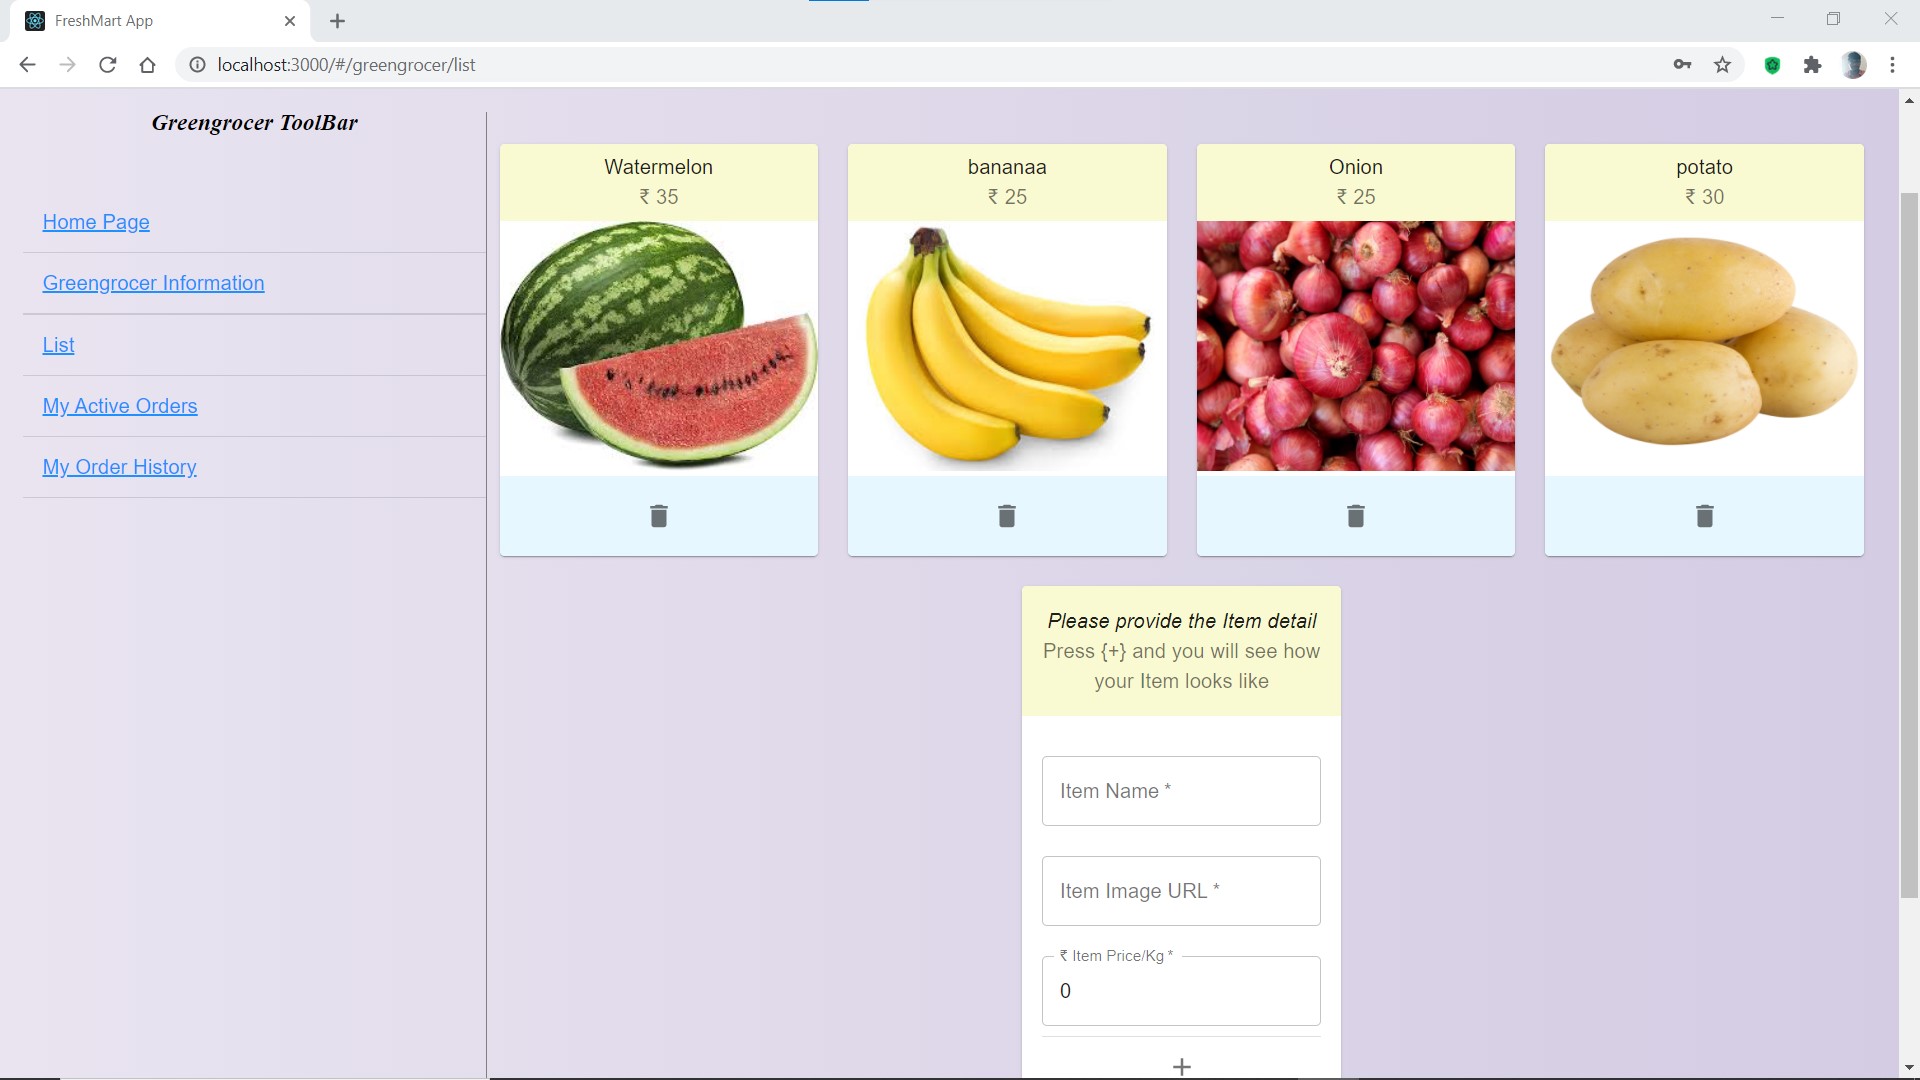 FreshMart App
localhost:3000/#/greengrocer/list
Greengrocer ToolBar
Home Page
Greengrocer Information
List
My Active Orders
My Order History
Watermelon
₹ 35
bananaa
₹ 25
Onion
₹ 25
potato
₹ 30
Please provide the Item detail
Press {+} and you will see how
your Item looks like
Item Name *
Item Image URL *
₹ Item Price/Kg *
0